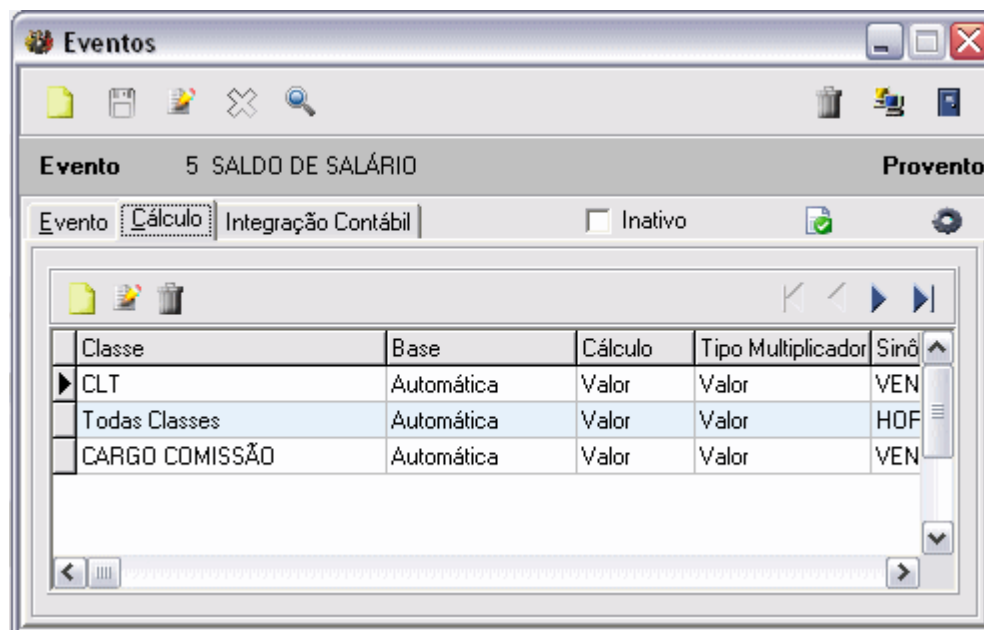 Eventos
Evento 5 SALDO DE SALÁRIO Provento
Evento Cálculo Integração Contábil Inativo
Classe Base Cálculo Tipo Multiplicador Sinô
CLT Automática Valor Valor VEN
Todas Classes Automática Valor Valor HOF
CARGO COMISSÃO Automática Valor Valor VEN